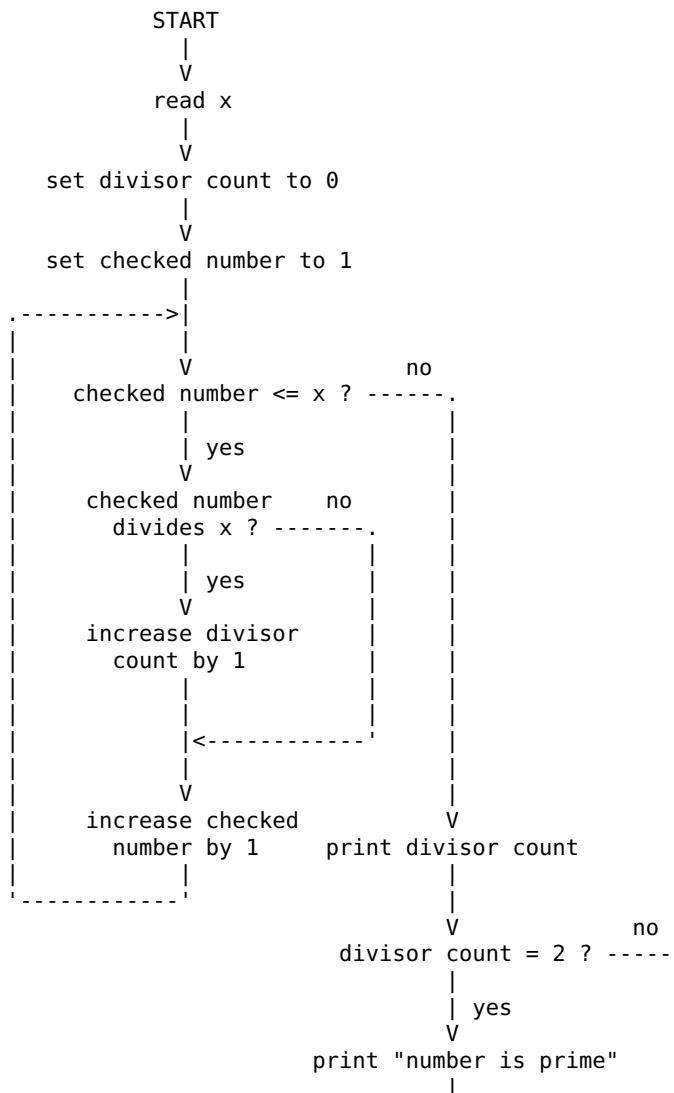 START
read x
set divisor count to 0
set checked number to 1
no
checked number <= x ?
yes
checked number no
divides x ?
yes
increase divisor
count by 1
increase checked
number by 1 print divisor count
no
divisor count = 2 ?
yes
print "number is prime"